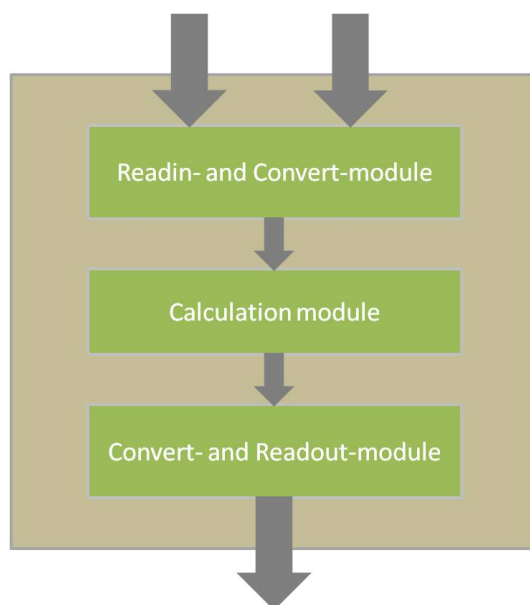 Readin- and Convert-module
Calculation module
Convert- and Readout-module